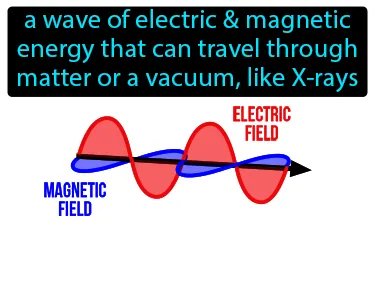 a wave of electric & magnetic
energy that can travel through
matter or a vacuum, like X-rays
ELECTRIC
FIELD
MAGNETIC
FIELD